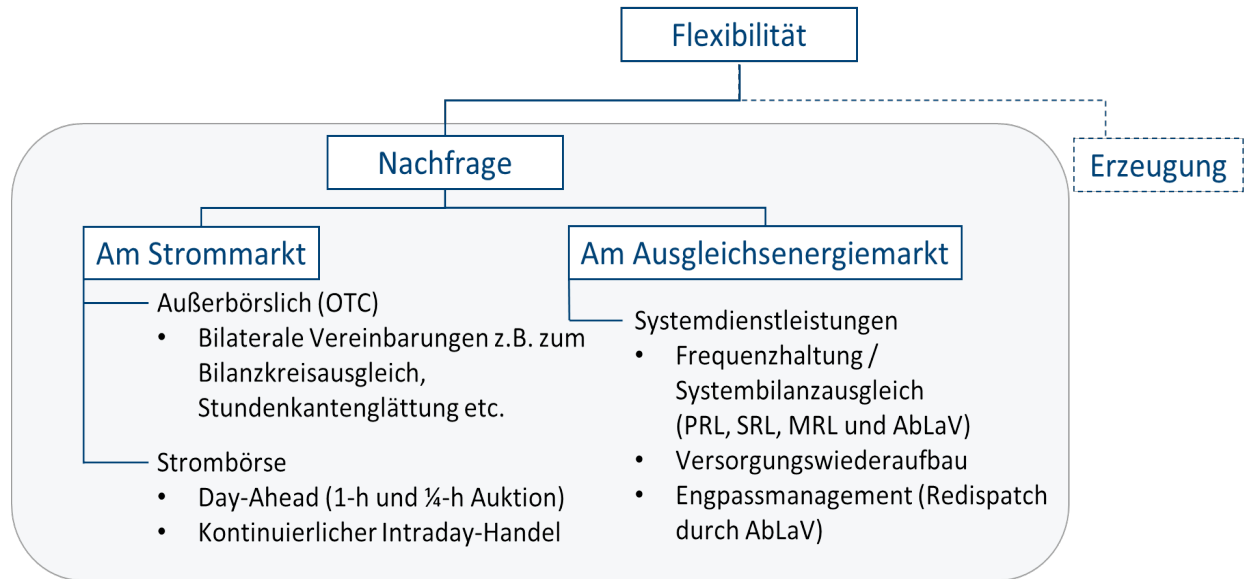 Flexibilität
Nachfrage
Erzeugung
Am Strommarkt
Außerbörslich (OTC)
• Bilaterale Vereinbarungen z.B. zum
Bilanzkreisausgleich,
Stundenkantenglättung etc.
Strombörse
• Day-Ahead (1-h und ¼-h Auktion)
• Kontinuierlicher Intraday-Handel
Am Ausgleichsenergiemarkt
Systemdienstleistungen
• Frequenzhaltung /
Systembilanzausgleich
(PRL, SRL, MRL und AbLaV)
• Versorgungswiederaufbau
• Engpassmanagement (Redispatch
durch AbLaV)